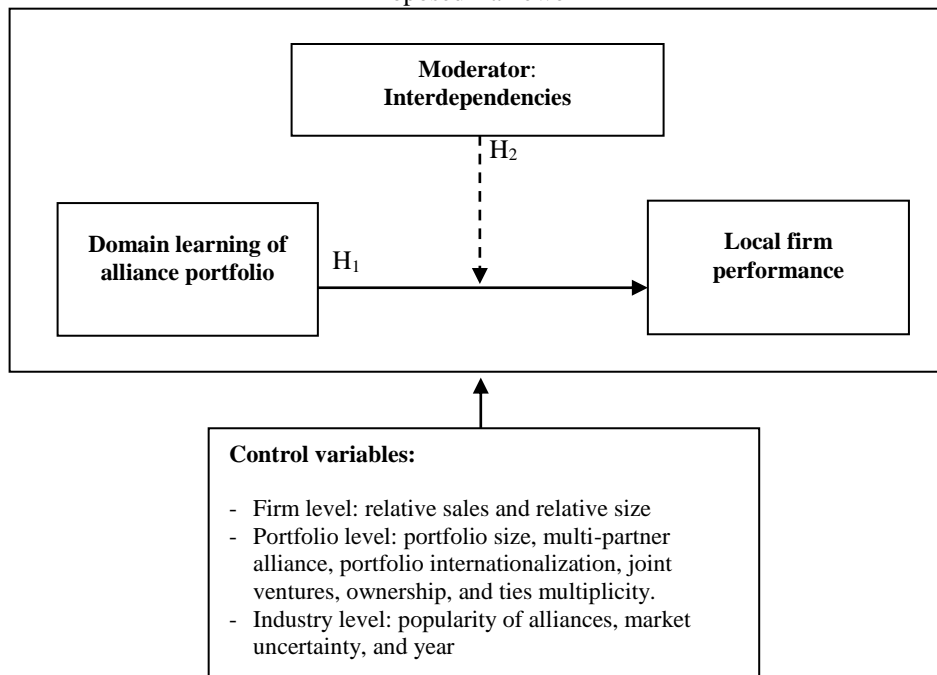 Moderator:
Interdependencies
H2
Domain learning of
alliance portfolio
H1
Local firm
performance
Control variables:
- Firm level: relative sales and relative size
- Portfolio level: portfolio size, multi-partner
alliance, portfolio internationalization, joint
ventures, ownership, and ties multiplicity.
- Industry level: popularity of alliances, market
uncertainty, and year